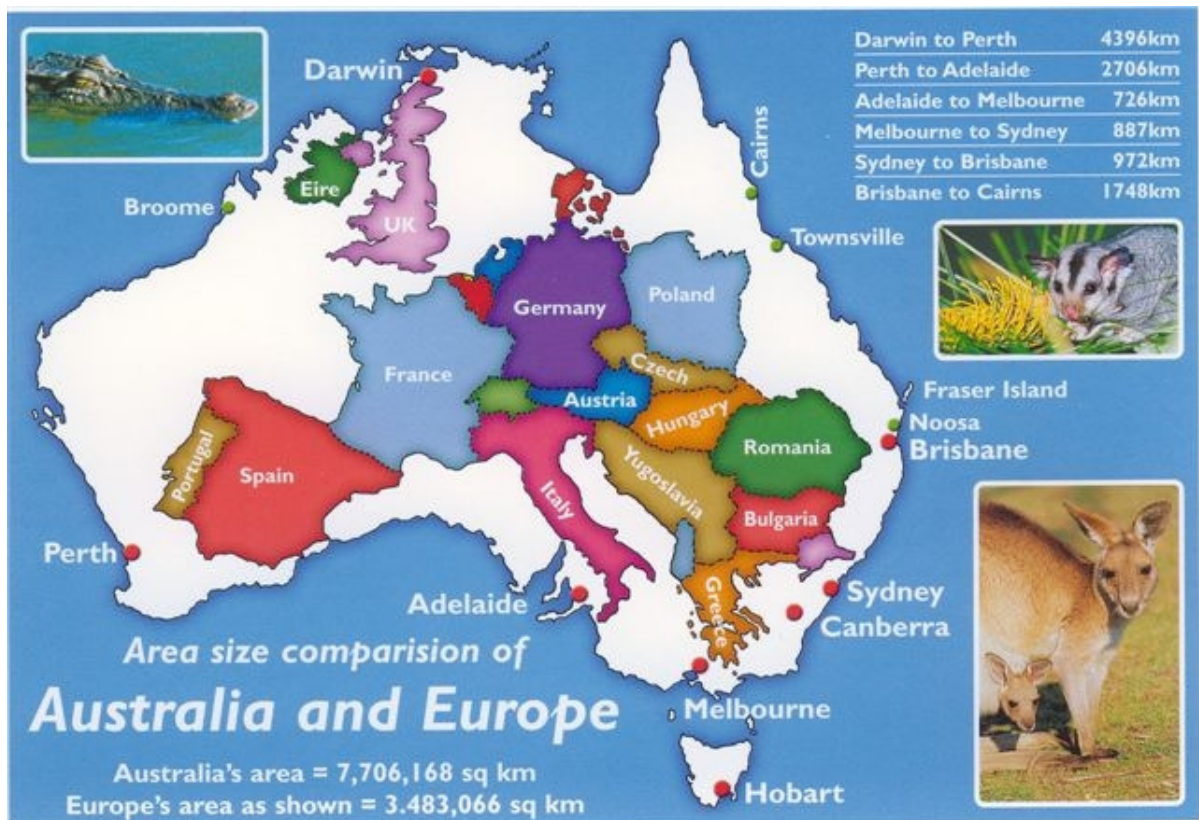 Darwin
Darwin to Perth 4396km
Perth to Adelaide 2706km
Adelaide to Melbourne 726km
Melbourne to Sydney 887km
Sydney to Brisbane 972km
Brisbane to Cairns 1748km
Cairns
Eire
Broome
UK
Townsville
Germany
Poland
France
Czech
Austria
Hungary
Fraser Island
Noosa
Brisbane
Portugal
Spain
Italy
Yugoslavia
Romania
Bulgaria
Perth
Adelaide
Greece
Sydney
Canberra
Area size comparision of
Australia and Europe
Melbourne
Australia's area = 7,706,168 sq km
Europe's area as shown = 3.483,066 sq km
Hobart